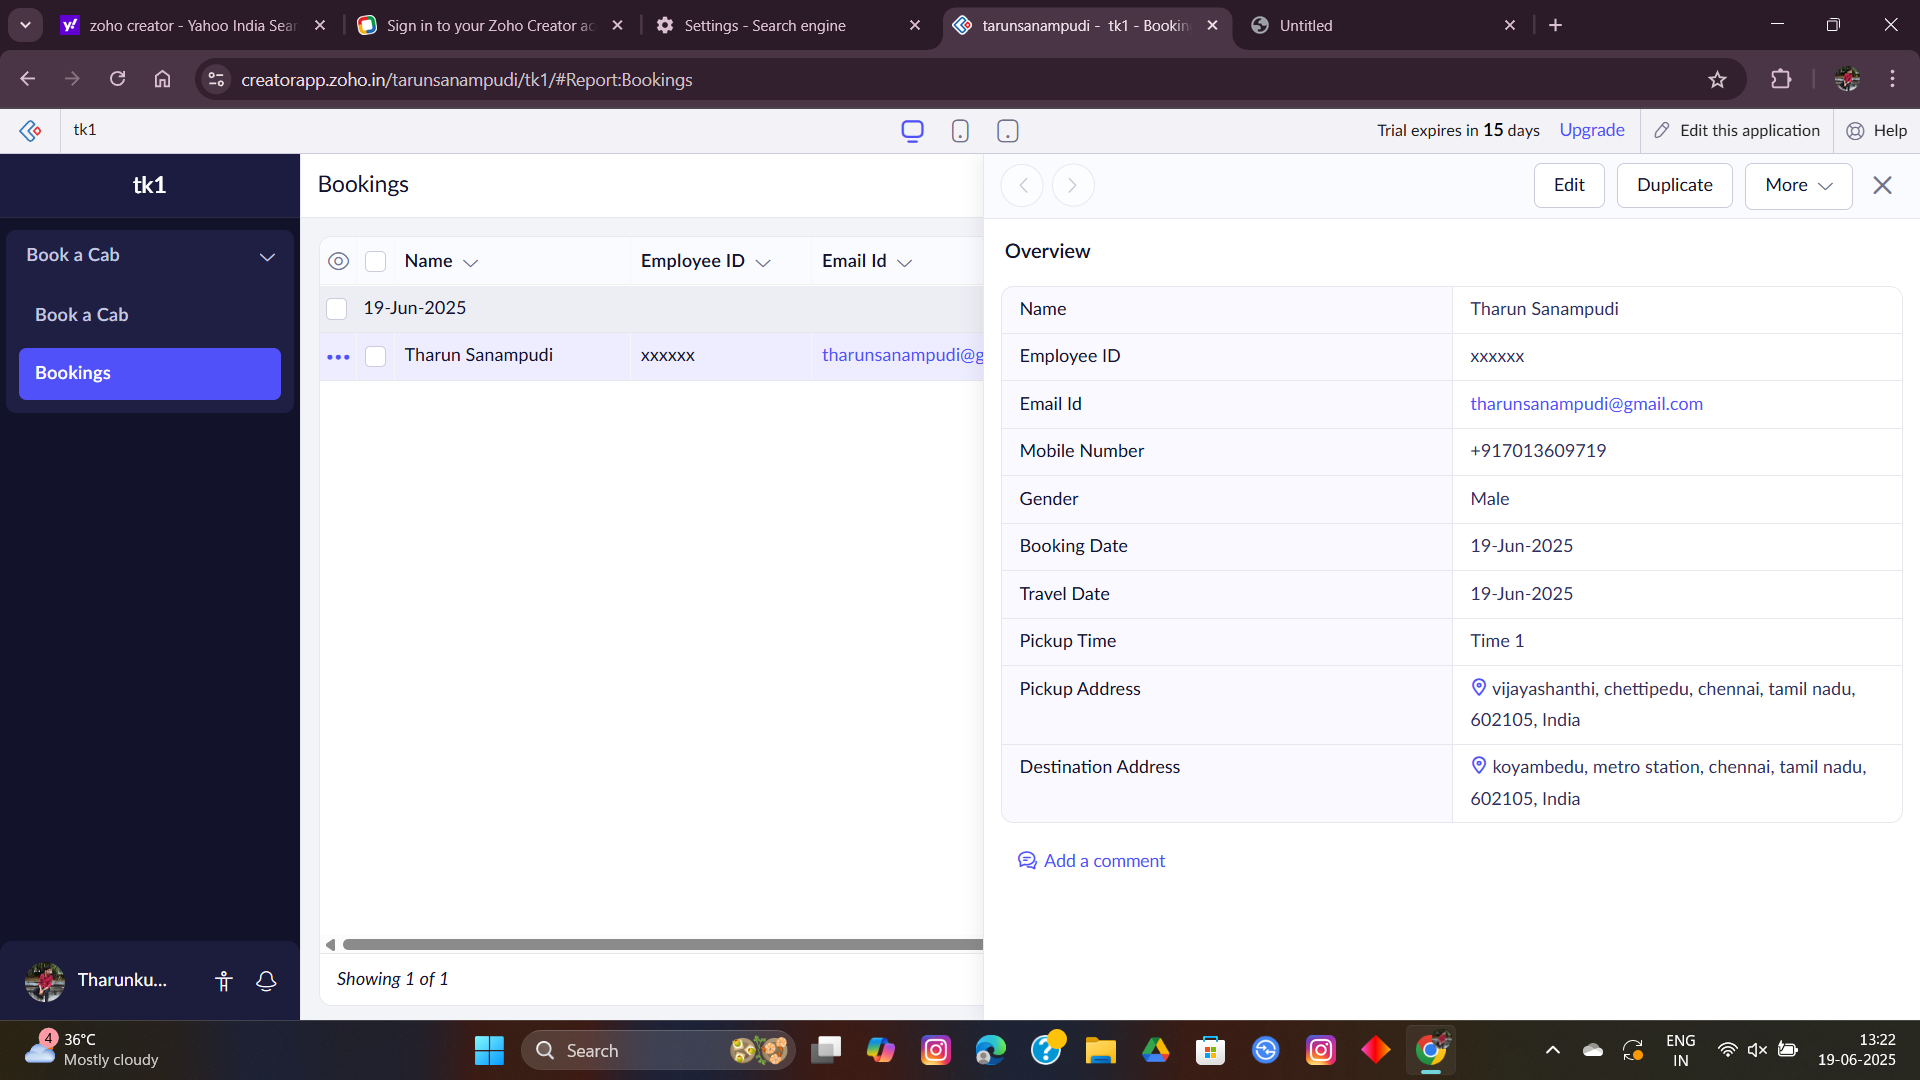 zoho creator - Yahoo India Sear
Sign in to your Zoho Creator ac
Settings - Search engine
tarunsanampudi - tk1 - Bookin
Untitled
creatorapp.zoho.in/tarunsanampudi/tk1/#Report:Bookings
tk1
Trial expires in 15 days
Upgrade
Edit this application
Help
tk1
Book a Cab
Book a Cab
Bookings
Tharunku...
Bookings
Name
Employee ID
Email Id
19-Jun-2025
Tharun Sanampudi
xxxxxx
tharunsanampudi@g
Showing 1 of 1
Edit
Duplicate
More
Overview
Name
Tharun Sanampudi
Employee ID
xxxxxx
Email Id
tharunsanampudi@gmail.com
Mobile Number
+917013609719
Gender
Male
Booking Date
19-Jun-2025
Travel Date
19-Jun-2025
Pickup Time
Time 1
Pickup Address
vijayashanthi, chettipedu, chennai, tamil nadu,
602105, India
Destination Address
koyambedu, metro station, chennai, tamil nadu,
602105, India
Add a comment
4
36°C
Mostly cloudy
Search
ENG
IN
13:22
19-06-2025